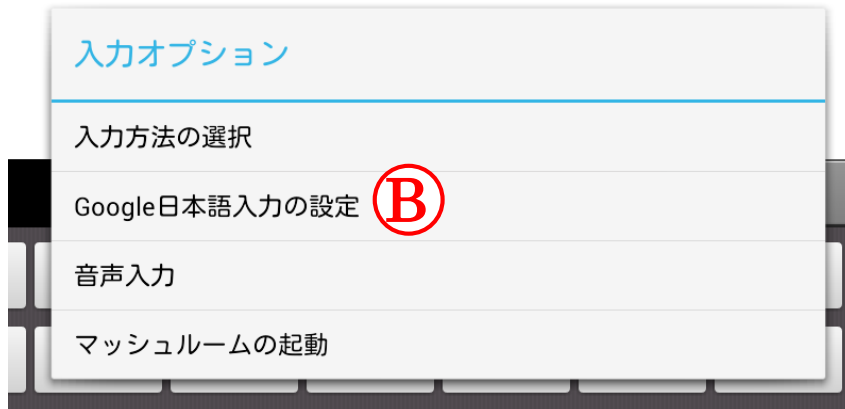 入力オプション
入力方法の選択
Google日本語入力の設定 Ⓑ
音声入力
マッシュルームの起動